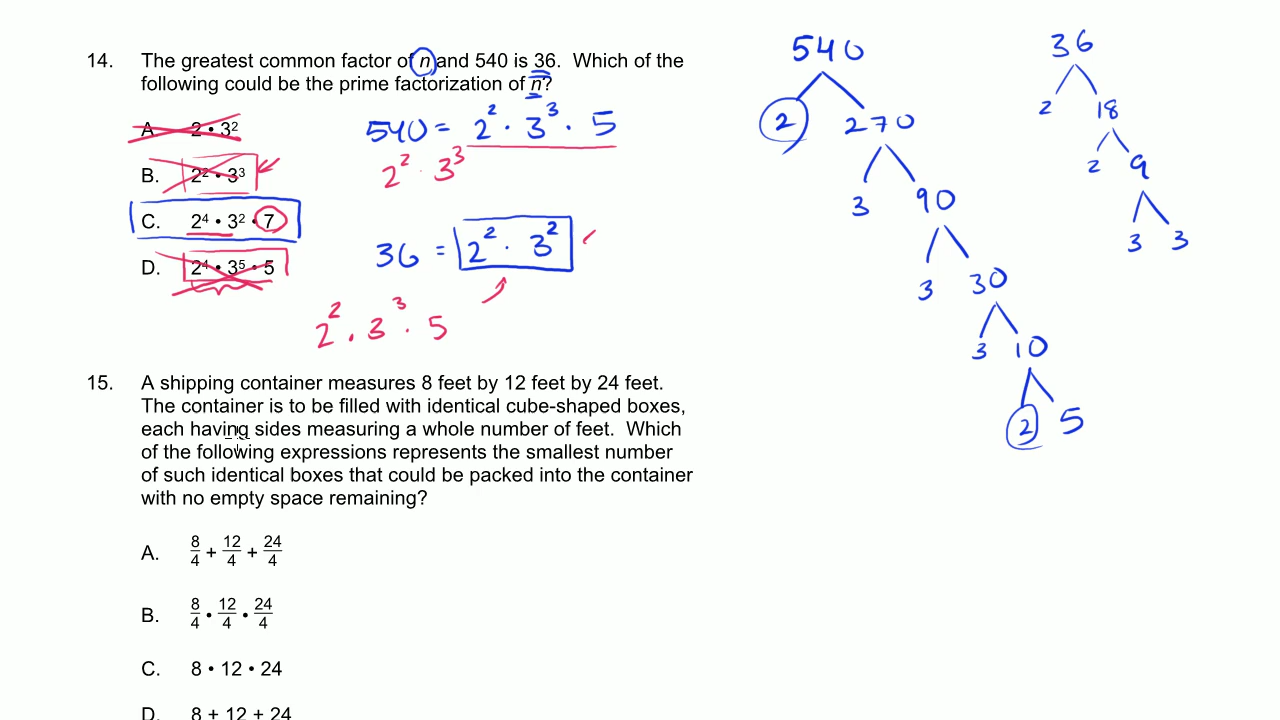 14. The greatest common factor of n and 540 is 36. Which of the
following could be the prime factorization of n?
A. 2 • 3²
B. 2² • 3³
C. 2⁴ • 3² • 7
D. 2⁴ • 3⁵ • 5
540 = 2² · 3³ · 5
2² · 3³
36 = 2² · 3²
2² · 3³ · 5
540
2 270
3 90
3 30
3 10
2 5
36
2 18
2 9
3 3
15. A shipping container measures 8 feet by 12 feet by 24 feet.
The container is to be filled with identical cube-shaped boxes,
each having sides measuring a whole number of feet. Which
of the following expressions represents the smallest number
of such identical boxes that could be packed into the container
with no empty space remaining?
A. 8/4 + 12/4 + 24/4
B. 8/4 • 12/4 • 24/4
C. 8 • 12 • 24
D. 8 + 12 + 24